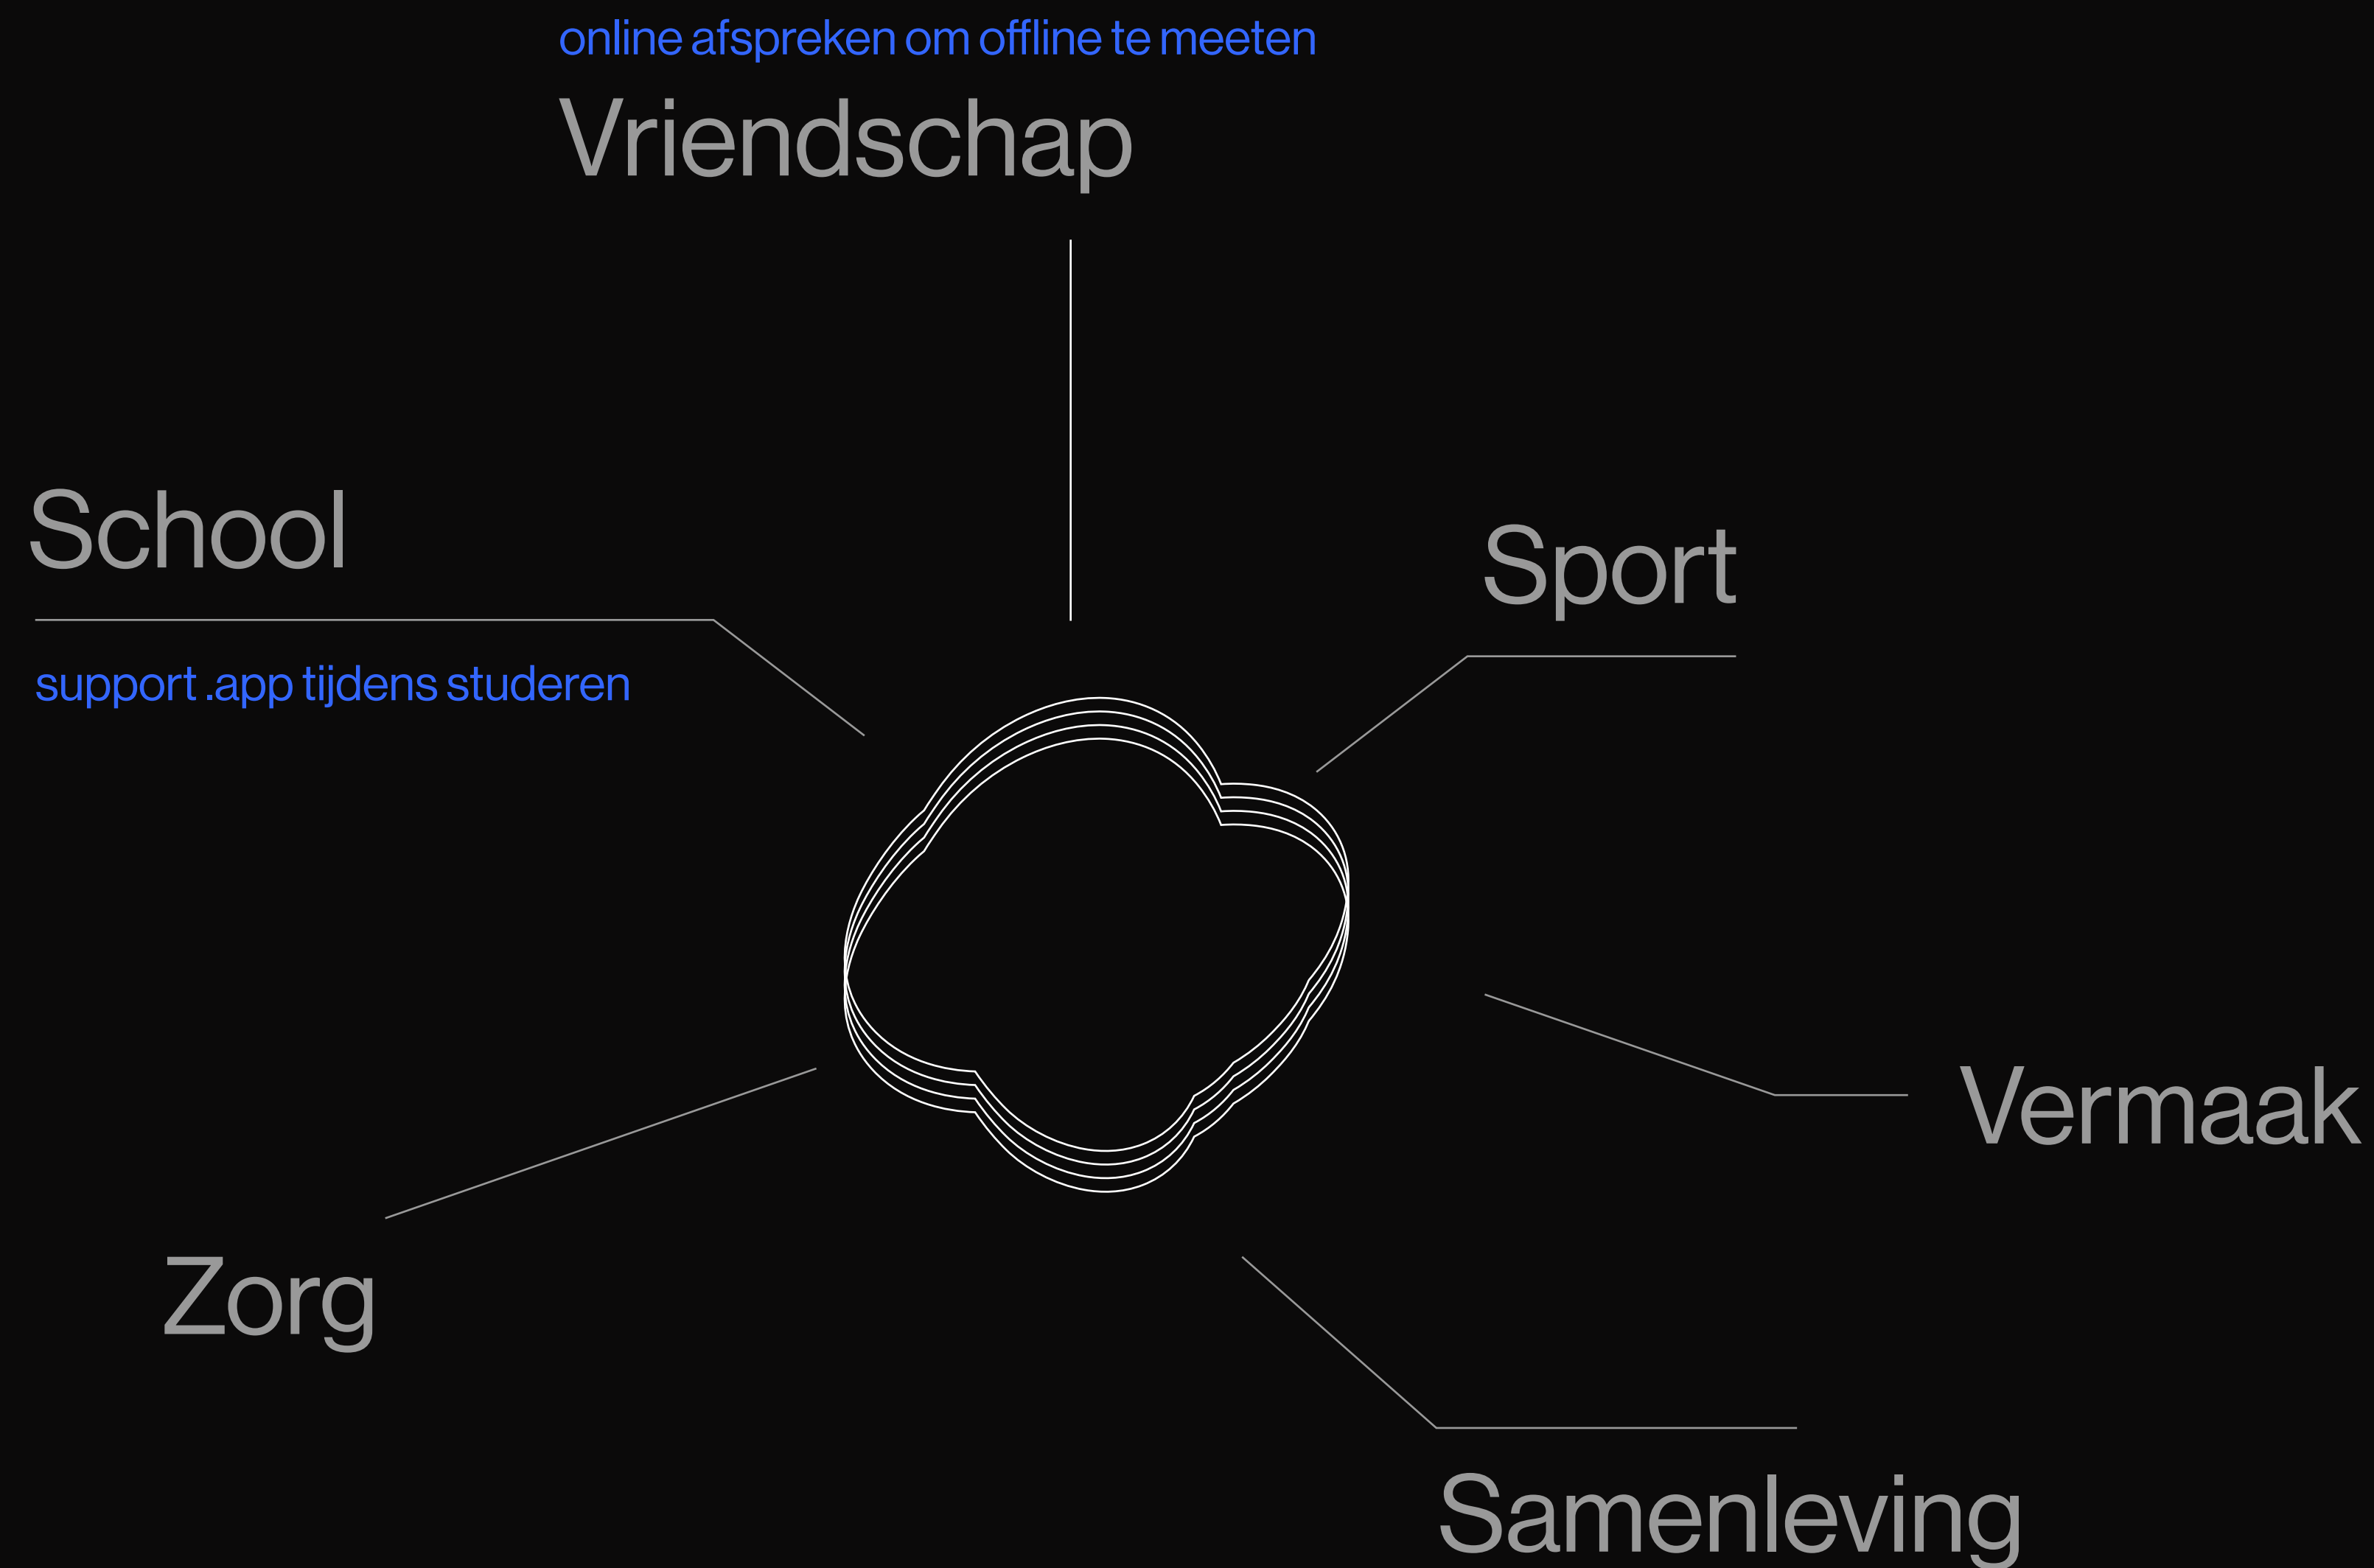 online afspreken om offline te meeten
Vriendschap
School
Sport
support .app tijdens studeren
Vermaak
Zorg
Samenleving